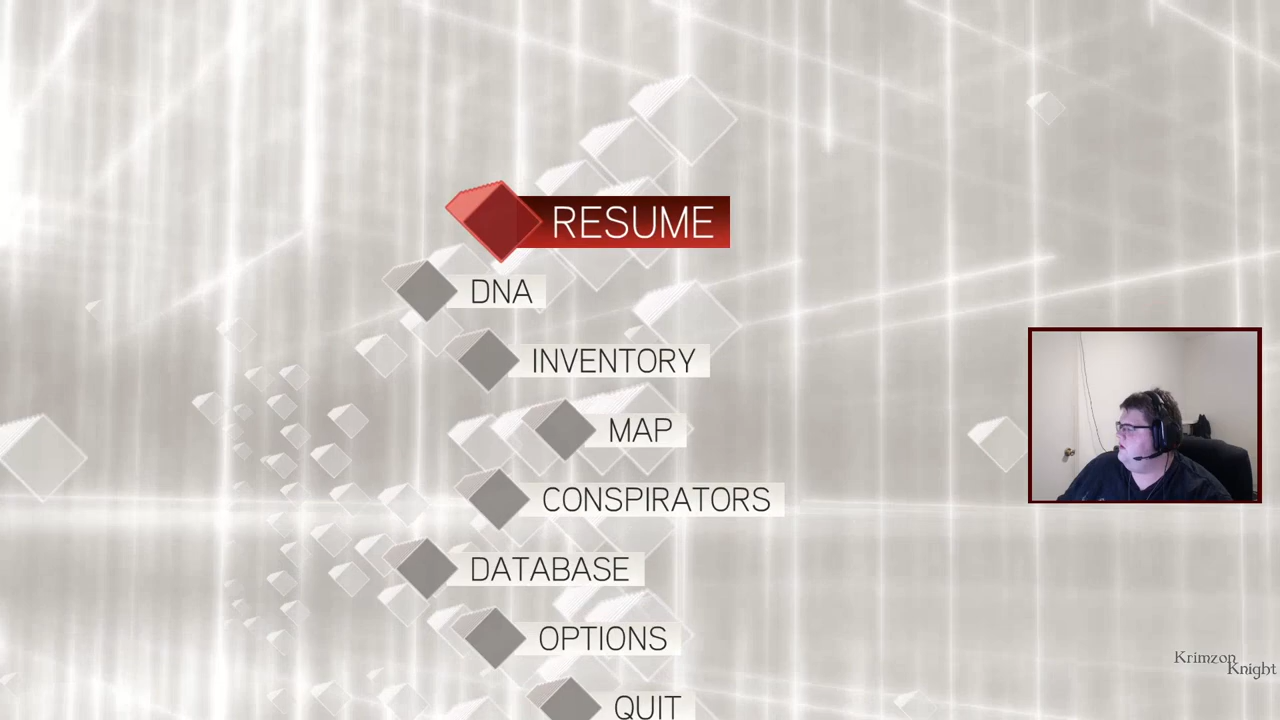 RESUME
DNA
INVENTORY
MAP
CONSPIRATORS
DATABASE
OPTIONS
QUIT
Krimzon
Knight